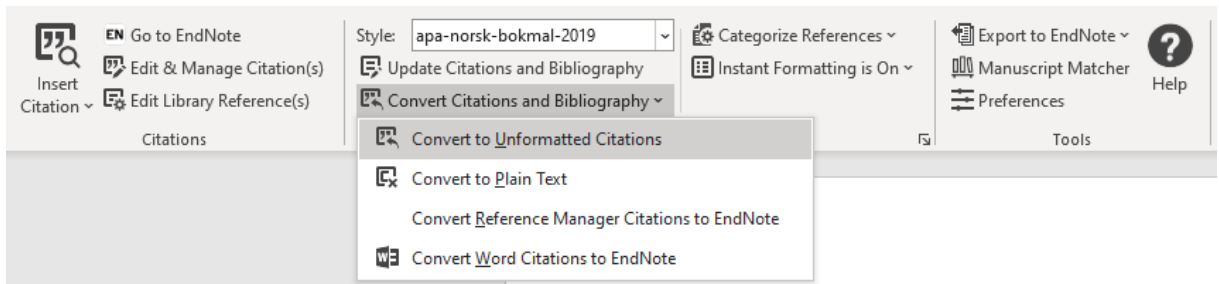 Insert Citation
EN Go to EndNote
Edit & Manage Citation(s)
Edit Library Reference(s)
Citations
Style: apa-norsk-bokmal-2019
Update Citations and Bibliography
Convert Citations and Bibliography
Convert to Unformatted Citations
Convert to Plain Text
Convert Reference Manager Citations to EndNote
Convert Word Citations to EndNote
Categorize References
Instant Formatting is On
Export to EndNote
Manuscript Matcher
Preferences
Tools
Help